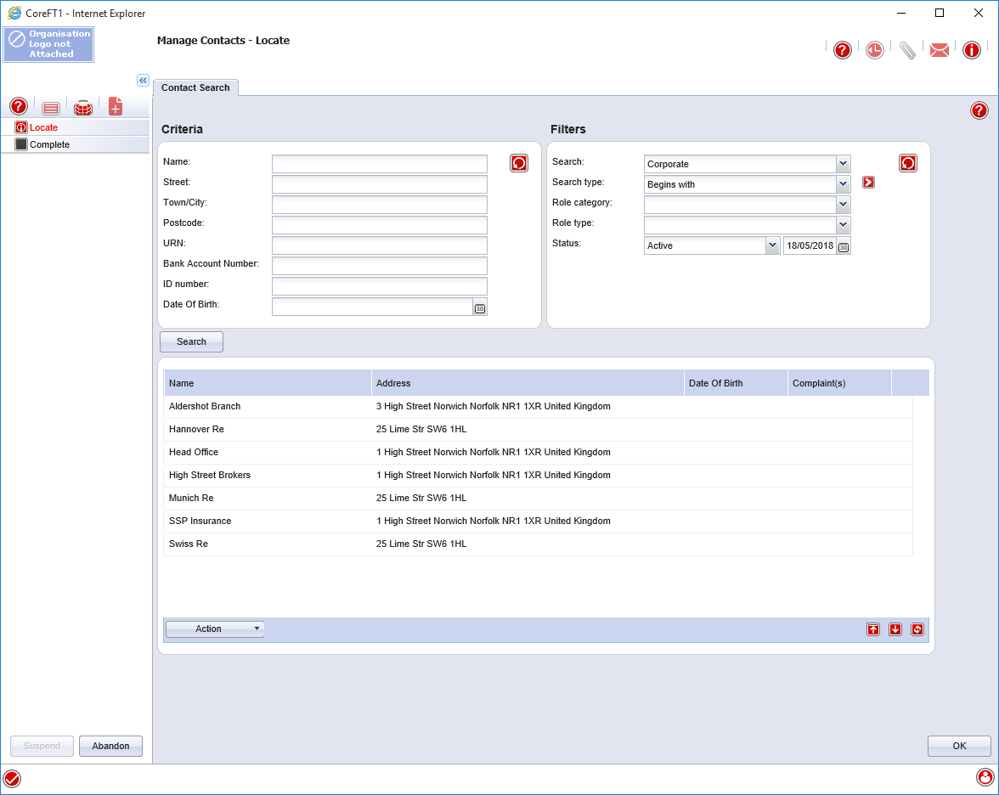 CoreFT1 - Internet Explorer
Organisation
Logo not
Attached
Manage Contacts - Locate
Contact Search
Locate
Complete
Criteria
Name:
Street:
Town/City:
Postcode:
URN:
Bank Account Number:
ID number:
Date Of Birth: 30
Filters
Search: Corporate
Search type: Begins with
Role category:
Role type:
Status: Active 18/05/2018 30
Search
Name Address Date Of Birth Complaint(s)
Aldershot Branch 3 High Street Norwich Norfolk NR1 1XR United Kingdom
Hannover Re 25 Lime Str SW6 1HL
Head Office 1 High Street Norwich Norfolk NR1 1XR United Kingdom
High Street Brokers 1 High Street Norwich Norfolk NR1 1XR United Kingdom
Munich Re 25 Lime Str SW6 1HL
SSP Insurance 1 High Street Norwich Norfolk NR1 1XR United Kingdom
Swiss Re 25 Lime Str SW6 1HL
Action
Suspend Abandon OK